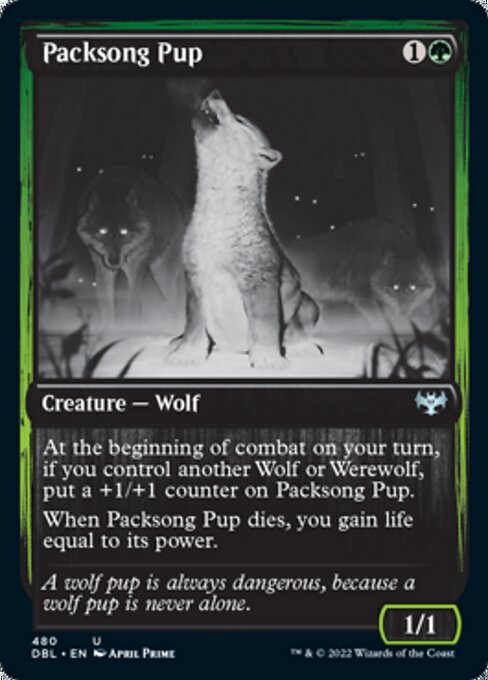 Packsong Pup 1
Creature — Wolf
At the beginning of combat on your turn,
if you control another Wolf or Werewolf,
put a +1/+1 counter on Packsong Pup.
When Packsong Pup dies, you gain life
equal to its power.
A wolf pup is always dangerous, because a
wolf pup is never alone.
1/1
480 U
DBL • EN April Prime
™ & © 2022 Wizards of the Coast